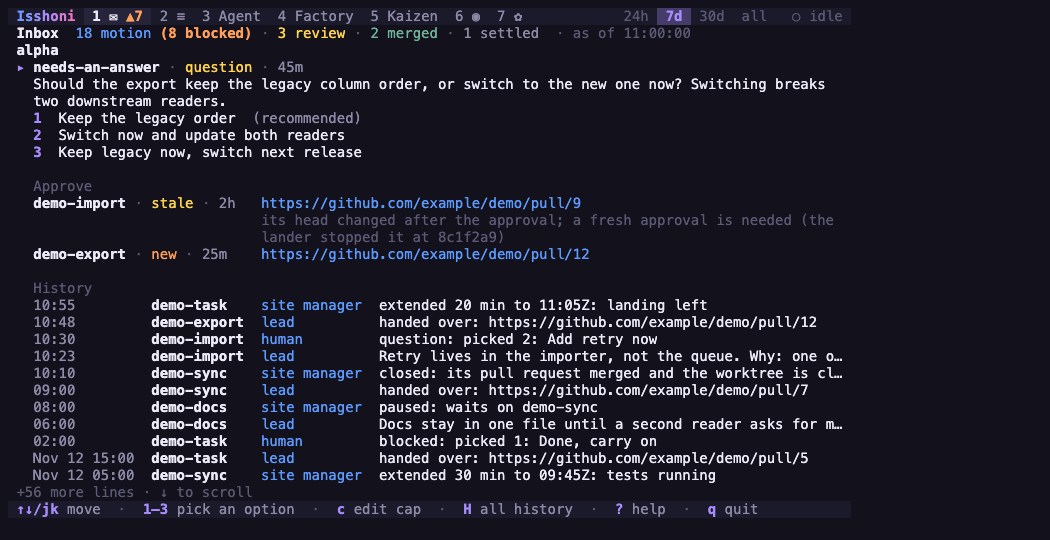 Isshoni 1 ✉ ▲7 2 ≡ 3 Agent 4 Factory 5 Kaizen 6 ◉ 7 ✿ 24h 7d 30d all ○ idle
Inbox 18 motion (8 blocked) · 3 review · 2 merged · 1 settled · as of 11:00:00
alpha
▸ needs-an-answer · question · 45m
Should the export keep the legacy column order, or switch to the new one now? Switching breaks
two downstream readers.
1 Keep the legacy order (recommended)
2 Switch now and update both readers
3 Keep legacy now, switch next release
Approve
demo-import · stale · 2h https://github.com/example/demo/pull/9
its head changed after the approval; a fresh approval is needed (the
lander stopped it at 8c1f2a9)
demo-export · new · 25m https://github.com/example/demo/pull/12
History
10:55 demo-task site manager extended 20 min to 11:05Z: landing left
10:48 demo-export lead handed over: https://github.com/example/demo/pull/12
10:30 demo-import human question: picked 2: Add retry now
10:23 demo-import lead Retry lives in the importer, not the queue. Why: one o…
10:10 demo-sync site manager closed: its pull request merged and the worktree is cl…
09:00 demo-sync lead handed over: https://github.com/example/demo/pull/7
08:00 demo-docs site manager paused: waits on demo-sync
06:00 demo-docs lead Docs stay in one file until a second reader asks for m…
02:00 demo-task human blocked: picked 1: Done, carry on
Nov 12 15:00 demo-task lead handed over: https://github.com/example/demo/pull/5
Nov 12 05:00 demo-sync site manager extended 30 min to 09:45Z: tests running
+56 more lines · ↓ to scroll
↑↓/jk move · 1–3 pick an option · c edit cap · H all history · ? help · q quit